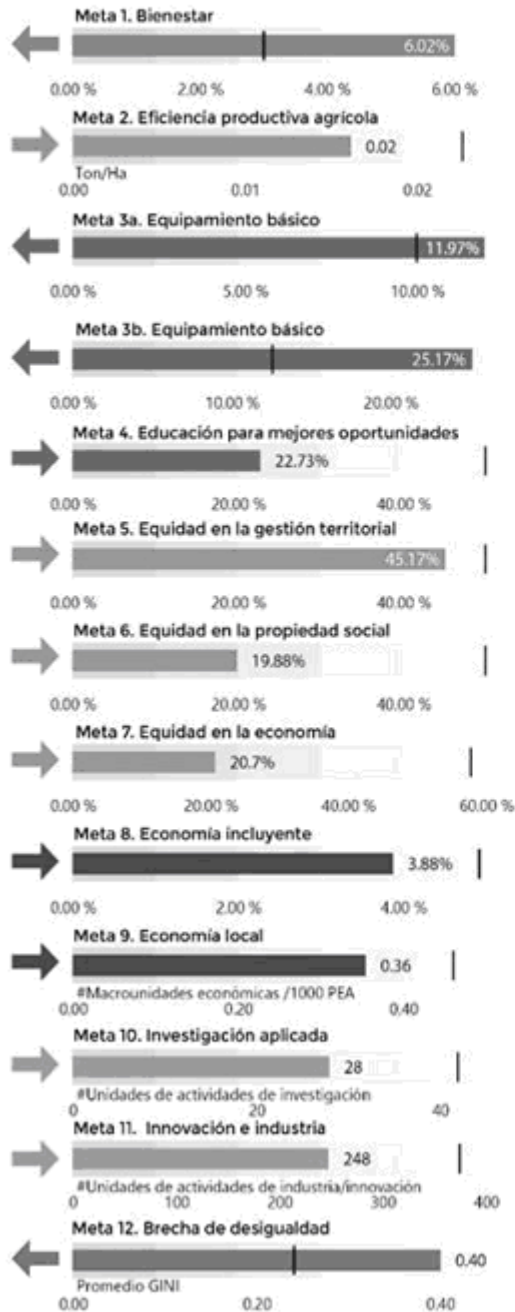 Meta 1. Bienestar
6.02%
0.00 % 2.00 % 4.00 % 6.00 %
Meta 2. Eficiencia productiva agrícola
0.02
Ton/Ha
0.00 0.01 0.02
Meta 3a. Equipamiento básico
11.97%
0.00 % 5.00 % 10.00 %
Meta 3b. Equipamiento básico
25.17%
0.00 % 10.00 % 20.00 %
Meta 4. Educación para mejores oportunidades
22.73%
0.00 % 20.00 % 40.00 %
Meta 5. Equidad en la gestión territorial
45.17%
0.00 % 20.00 % 40.00 %
Meta 6. Equidad en la propiedad social
19.88%
0.00 % 20.00 % 40.00 %
Meta 7. Equidad en la economía
20.7%
0.00 % 20.00 % 40.00 % 60.00 %
Meta 8. Economía incluyente
3.88%
0.00 % 2.00 % 4.00 %
Meta 9. Economía local
0.36
#Macrounidades económicas /1000 PEA
0.00 0.20 0.40
Meta 10. Investigación aplicada
28
#Unidades de actividades de investigación
0 20 40
Meta 11. Innovación e industria
248
#Unidades de actividades de industria/innovación
0 100 200 300 400
Meta 12. Brecha de desigualdad
0.40
Promedio GINI
0.00 0.20 0.40